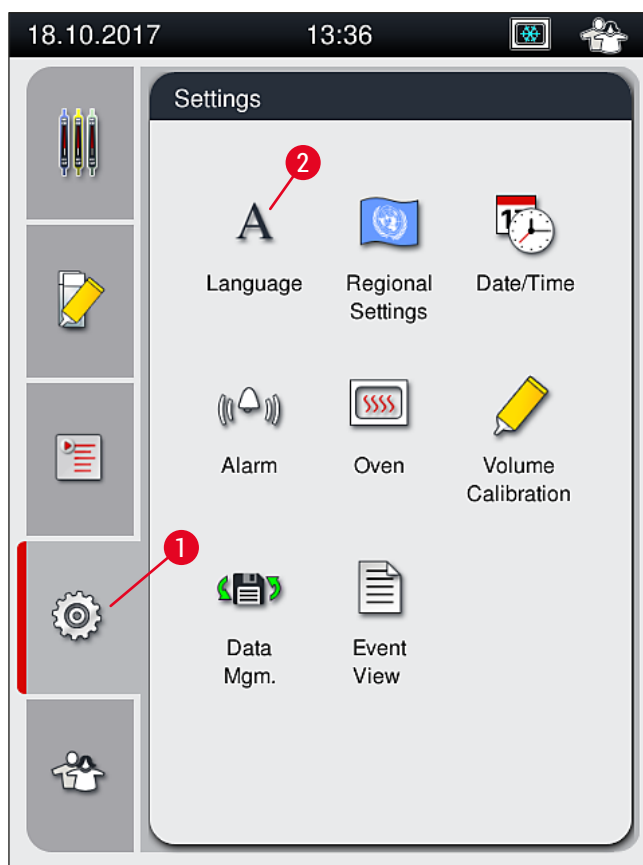 18.10.2017 13:36
Settings
2
A
Language
Regional
Settings
17
Date/Time
Alarm
Oven
Volume
Calibration
1
Data
Mgm.
Event
View